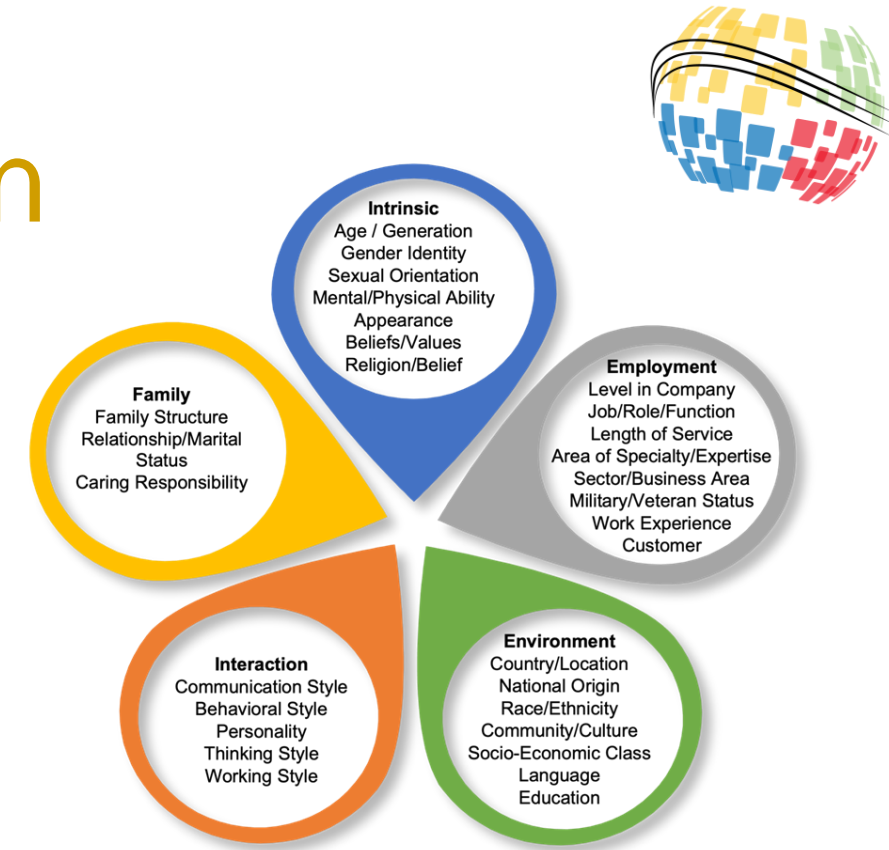 n
Intrinsic
Age / Generation
Gender Identity
Sexual Orientation
Mental/Physical Ability
Appearance
Beliefs/Values
Religion/Belief
Family
Family Structure
Relationship/Marital
Status
Caring Responsibility
Employment
Level in Company
Job/Role/Function
Length of Service
Area of Specialty/Expertise
Sector/Business Area
Military/Veteran Status
Work Experience
Customer
Interaction
Communication Style
Behavioral Style
Personality
Thinking Style
Working Style
Environment
Country/Location
National Origin
Race/Ethnicity
Community/Culture
Socio-Economic Class
Language
Education